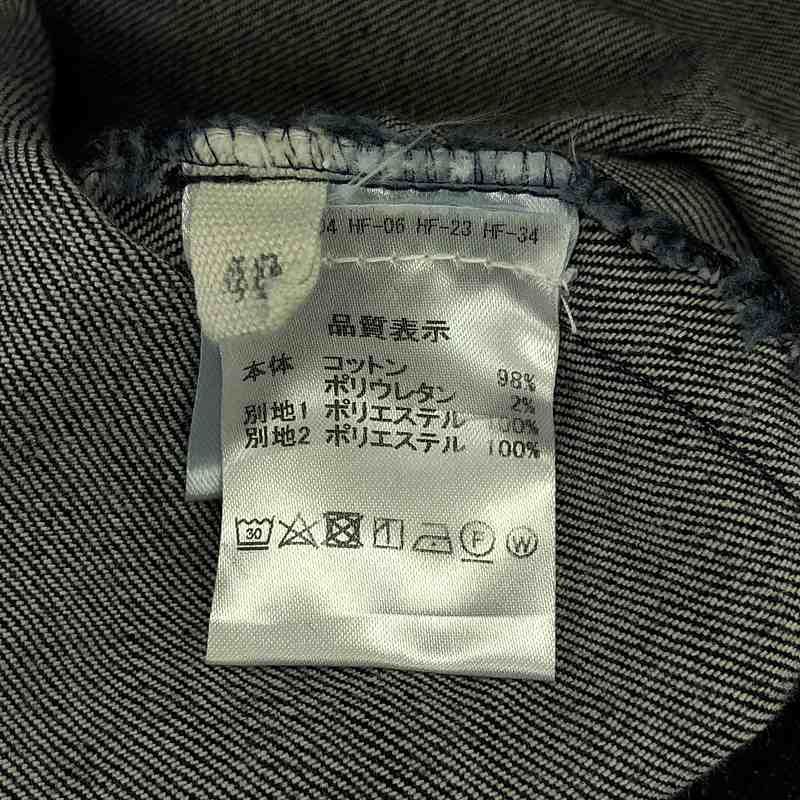 04 HF-06 HF-23 HF-34
品質表示
本体 コットン 98%
ポリウレタン 2%
別地1 ポリエステル 100%
別地2 ポリエステル 100%
30 F W